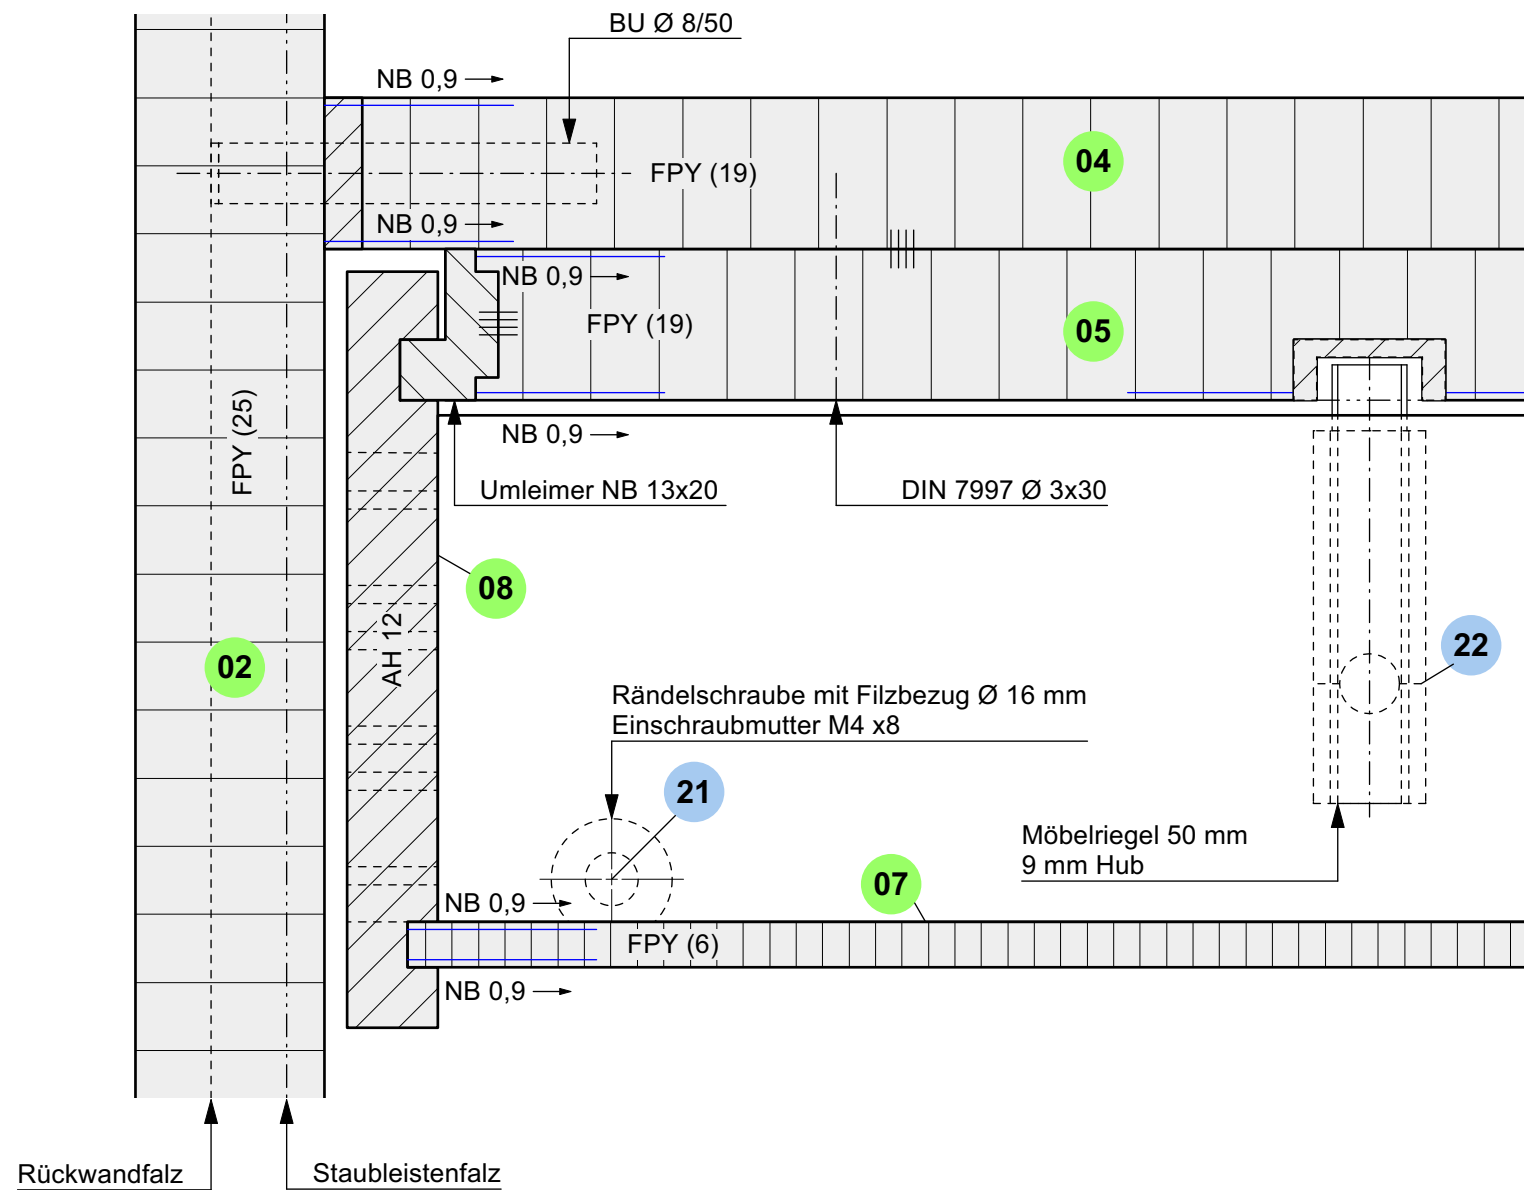 BU Ø 8/50
NB 0,9
04
FPY (19)
NB 0,9
NB 0,9
FPY (19)
05
FPY (25)
NB 0,9
Umleimer NB 13x20
DIN 7997 Ø 3x30
08
AH 12
02
22
Rändelschraube mit Filzbezug Ø 16 mm
Einschraubmutter M4 x8
21
Möbelriegel 50 mm
9 mm Hub
07
NB 0,9
FPY (6)
NB 0,9
Rückwandfalz
Staubleistenfalz